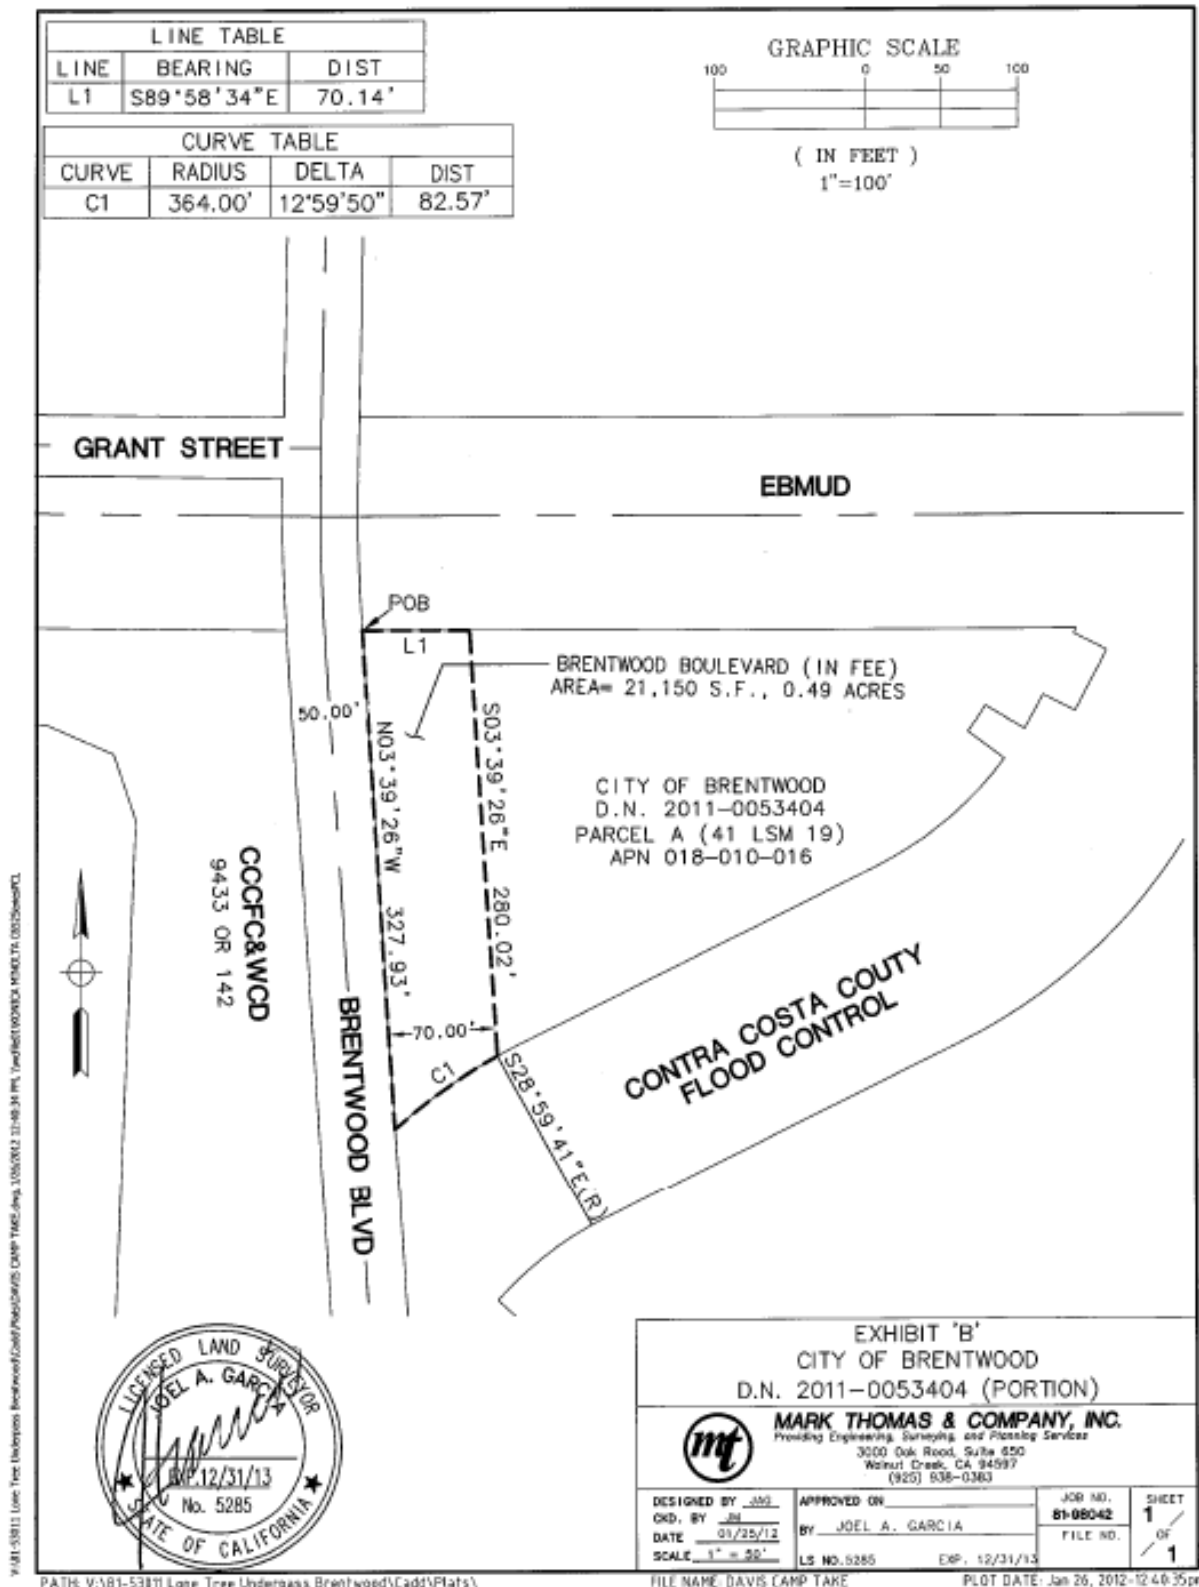 LINE TABLE
LINE BEARING DIST
L1 S89°58'34"E 70.14'
CURVE TABLE
CURVE RADIUS DELTA DIST
C1 364.00' 12°59'50" 82.57'
GRAPHIC SCALE
100 0 50 100
( IN FEET )
1"=100'
GRANT STREET
EBMUD
POB
L1
BRENTWOOD BOULEVARD (IN FEE)
AREA= 21,150 S.F., 0.49 ACRES
50.00'
N03°39'26"W 327.93'
S03°39'26"E 280.02'
CITY OF BRENTWOOD
D.N. 2011-0053404
PARCEL A (41 LSM 19)
APN 018-010-016
CCCFC&WCD
9433 OR 142
BRENTWOOD BLVD
70.00'
C1
S28°59'41"E(R)
CONTRA COSTA COUTY
FLOOD CONTROL
LICENSED LAND SURVEYOR
JOEL A. GARCIA
EXP.12/31/13
No. 5285
STATE OF CALIFORNIA
EXHIBIT 'B'
CITY OF BRENTWOOD
D.N. 2011-0053404 (PORTION)
mt
MARK THOMAS & COMPANY, INC.
Providing Engineering, Surveying, and Planning Services
3000 Oak Road, Suite 650
Walnut Creek, CA 94597
(925) 938-0383
DESIGNED BY JAG
CKD. BY JM
DATE 01/25/12
SCALE 1" = 50'
APPROVED ON
BY JOEL A. GARCIA
LS NO.5285 EXP. 12/31/13
JOB NO.
81-98042
FILE NO.
SHEET
1
OF
1
PATH: V:\81-53811 Lone Tree Underpass Brentwood\Cadd\Plats\
FILE NAME: DAVIS CAMP TAKE
PLOT DATE: Jan 26, 2012-12:40:35pm